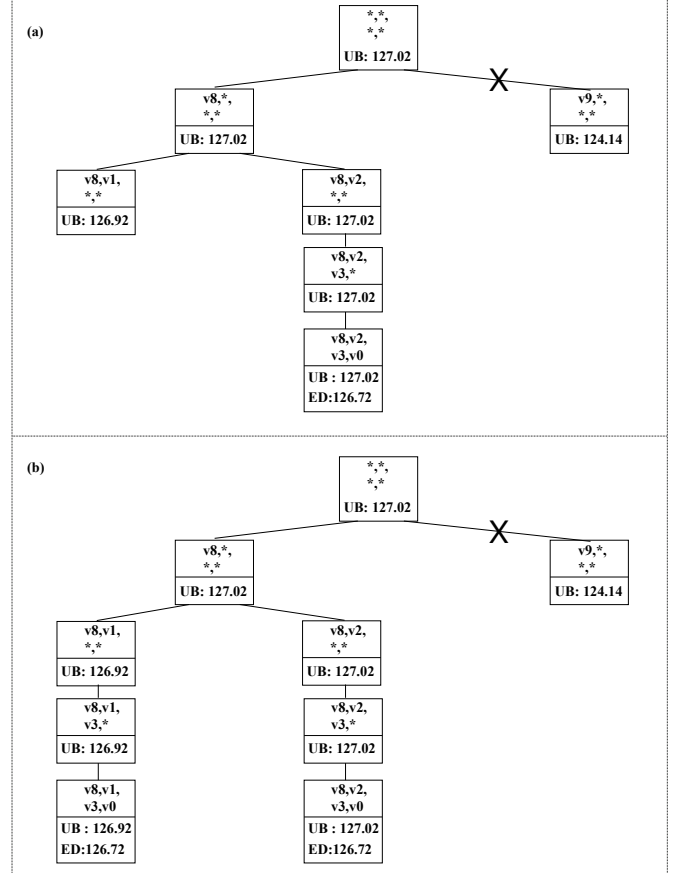 (a)
*,*,
*,*
UB: 127.02
X
v8,*,
*,*
UB: 127.02
v9,*,
*,*
UB: 124.14
v8,v1,
*,*
UB: 126.92
v8,v2,
*,*
UB: 127.02
v8,v2,
v3,*
UB: 127.02
v8,v2,
v3,v0
UB : 127.02
ED:126.72
(b)
*,*,
*,*
UB: 127.02
X
v8,*,
*,*
UB: 127.02
v9,*,
*,*
UB: 124.14
v8,v1,
*,*
UB: 126.92
v8,v2,
*,*
UB: 127.02
v8,v1,
v3,*
UB: 126.92
v8,v2,
v3,*
UB: 127.02
v8,v1,
v3,v0
UB : 126.92
ED:126.72
v8,v2,
v3,v0
UB : 127.02
ED:126.72